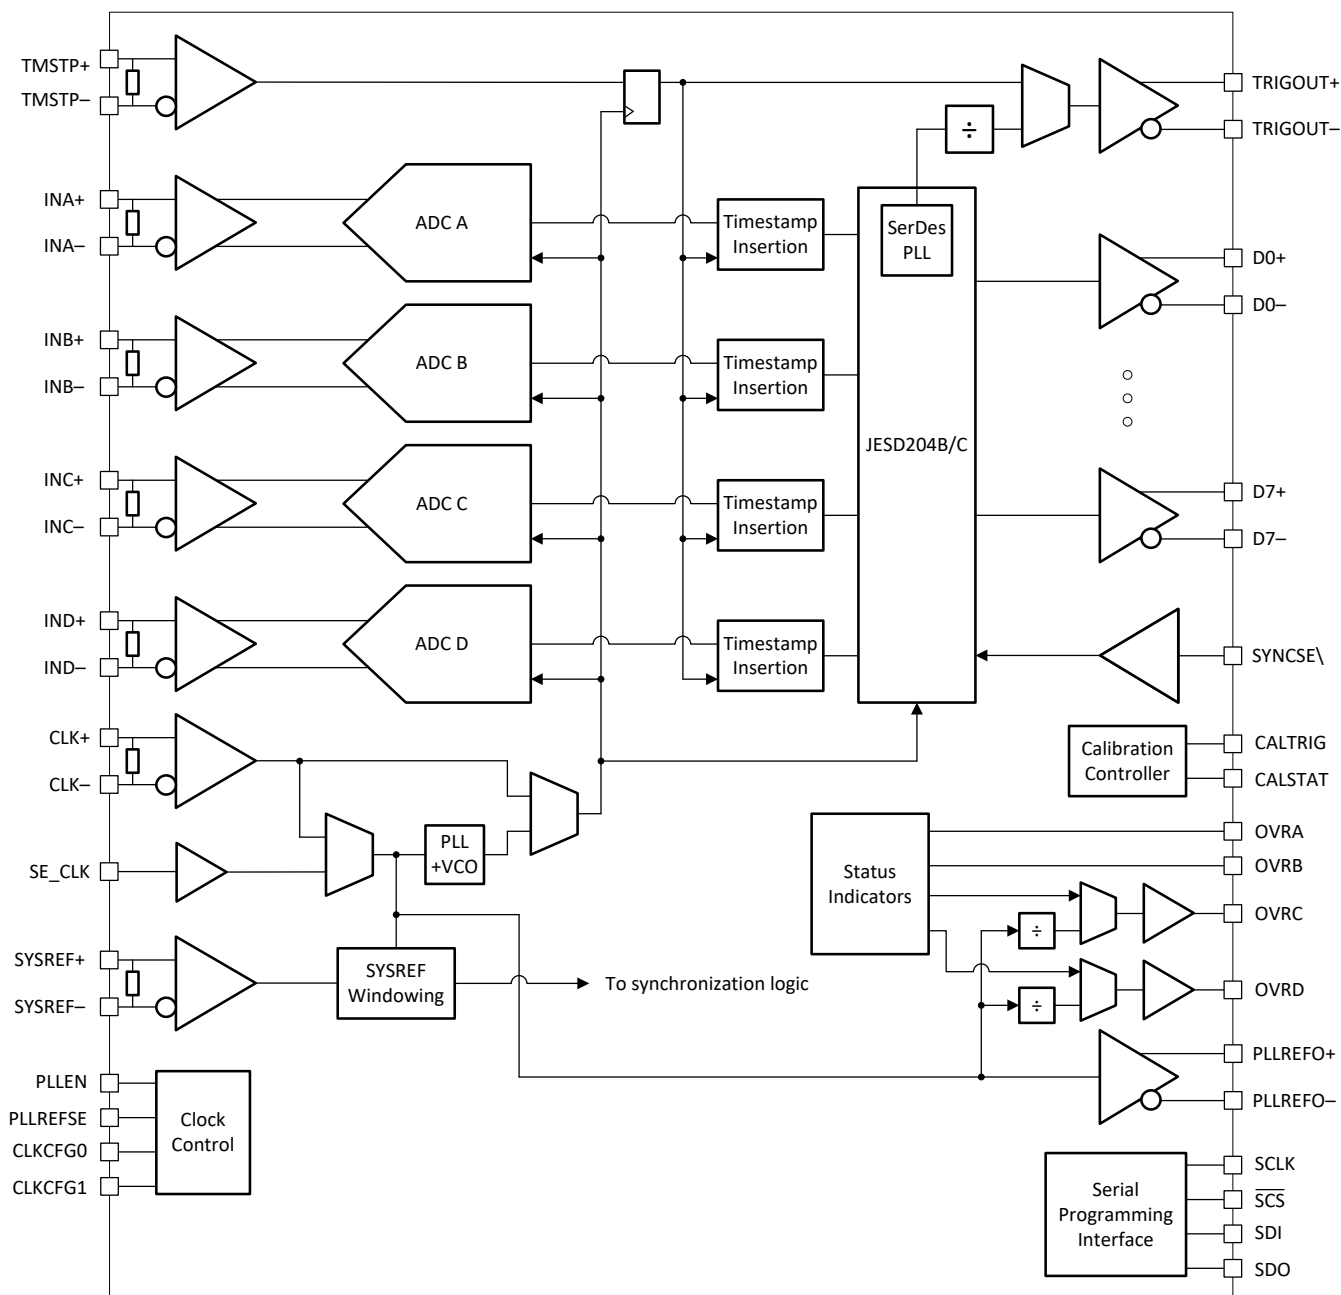 TMSTP+
TMSTP–
INA+
INA–
INB+
INB–
INC+
INC–
IND+
IND–
CLK+
CLK–
SE_CLK
SYSREF+
SYSREF–
PLLEN
PLLREFSE
CLKCFG0
CLKCFG1
ADC A
ADC B
ADC C
ADC D
PLL
+VCO
SYSREF
Windowing
To synchronization logic
Clock
Control
Timestamp
Insertion
Timestamp
Insertion
Timestamp
Insertion
Timestamp
Insertion
÷
SerDes
PLL
JESD204B/C
Calibration
Controller
Status
Indicators
÷
÷
Serial
Programming
Interface
TRIGOUT+
TRIGOUT–
D0+
D0–
D7+
D7–
SYNCSE\
CALTRIG
CALSTAT
OVRA
OVRB
OVRC
OVRD
PLLREFO+
PLLREFO–
SCLK
SCS
SDI
SDO